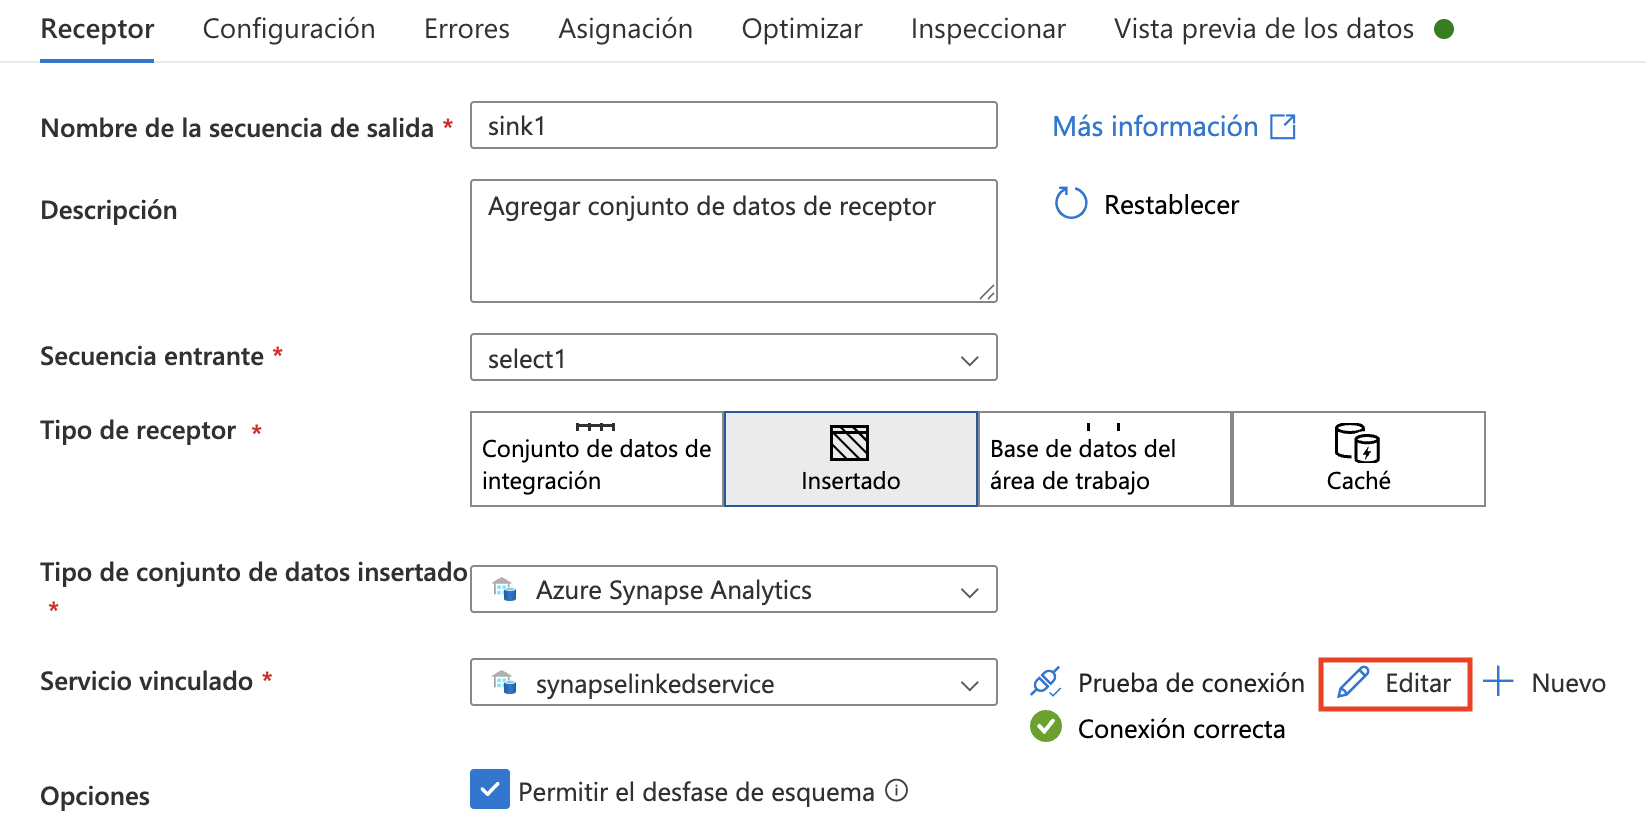 Receptor Configuración Errores Asignación Optimizar Inspeccionar Vista previa de los datos
Nombre de la secuencia de salida * sink1 Más información
Descripción Agregar conjunto de datos de receptor Restablecer
Secuencia entrante * select1
Tipo de receptor *
Conjunto de datos de
integración
Insertado
Base de datos del
área de trabajo
Caché
Tipo de conjunto de datos insertado
*
Azure Synapse Analytics
Servicio vinculado * synapselinkedservice Prueba de conexión Editar Nuevo
Conexión correcta
Opciones Permitir el desfase de esquema